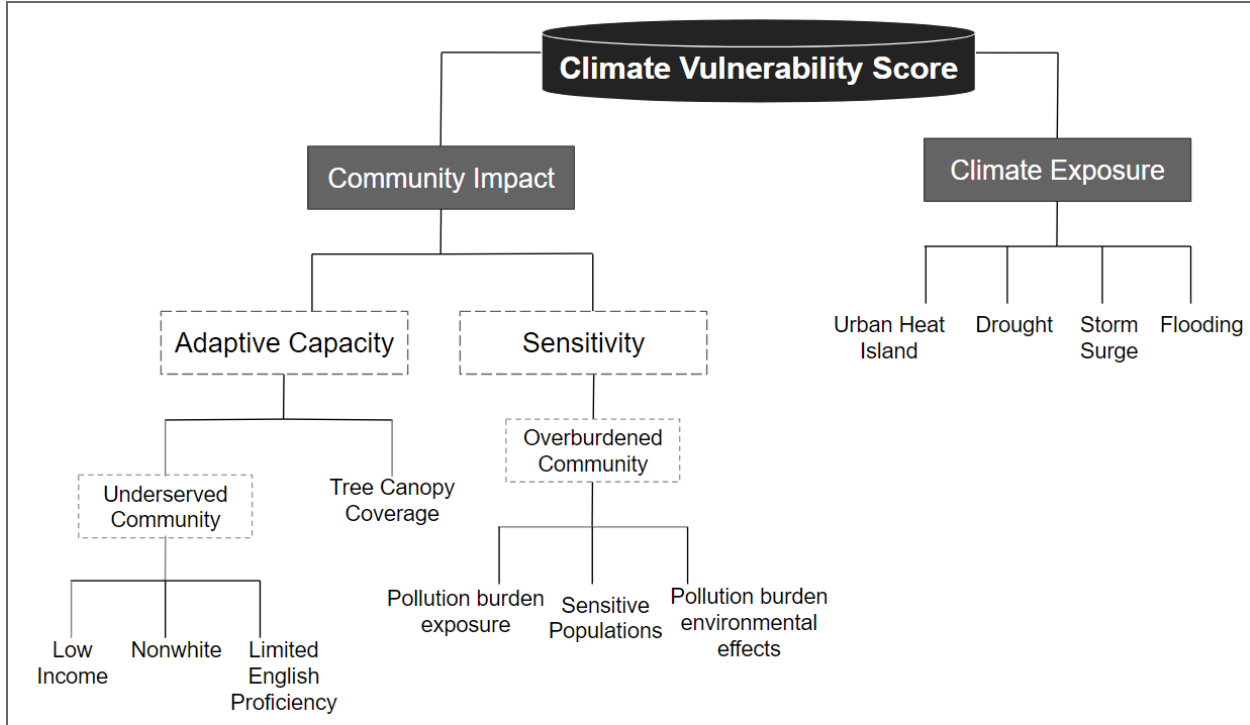 Climate Vulnerability Score
Community Impact
Climate Exposure
Adaptive Capacity
Sensitivity
Urban Heat
Island
Drought
Storm
Surge
Flooding
Underserved
Community
Tree Canopy
Coverage
Overburdened
Community
Low
Income
Nonwhite
Limited
English
Proficiency
Pollution burden
exposure
Sensitive
Populations
Pollution burden
environmental
effects